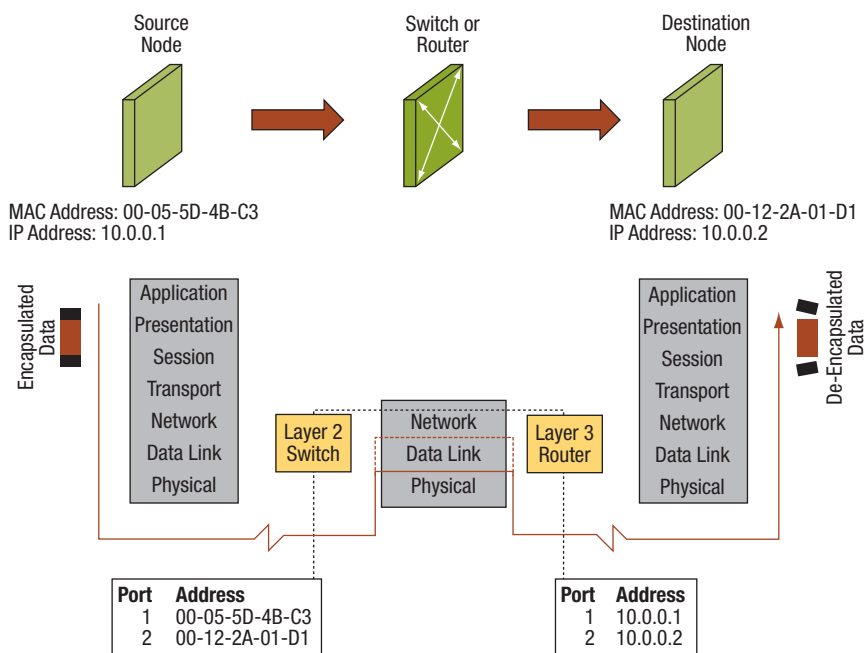 Source
Node
Switch or
Router
Destination
Node
MAC Address: 00-05-5D-4B-C3
IP Address: 10.0.0.1
MAC Address: 00-12-2A-01-D1
IP Address: 10.0.0.2
Encapsulated
Data
Application
Presentation
Session
Transport
Network
Data Link
Physical
Layer 2
Switch
Network
Data Link
Physical
Layer 3
Router
Application
Presentation
Session
Transport
Network
Data Link
Physical
De-Encapsulated
Data
Port Address
1 00-05-5D-4B-C3
2 00-12-2A-01-D1
Port Address
1 10.0.0.1
2 10.0.0.2